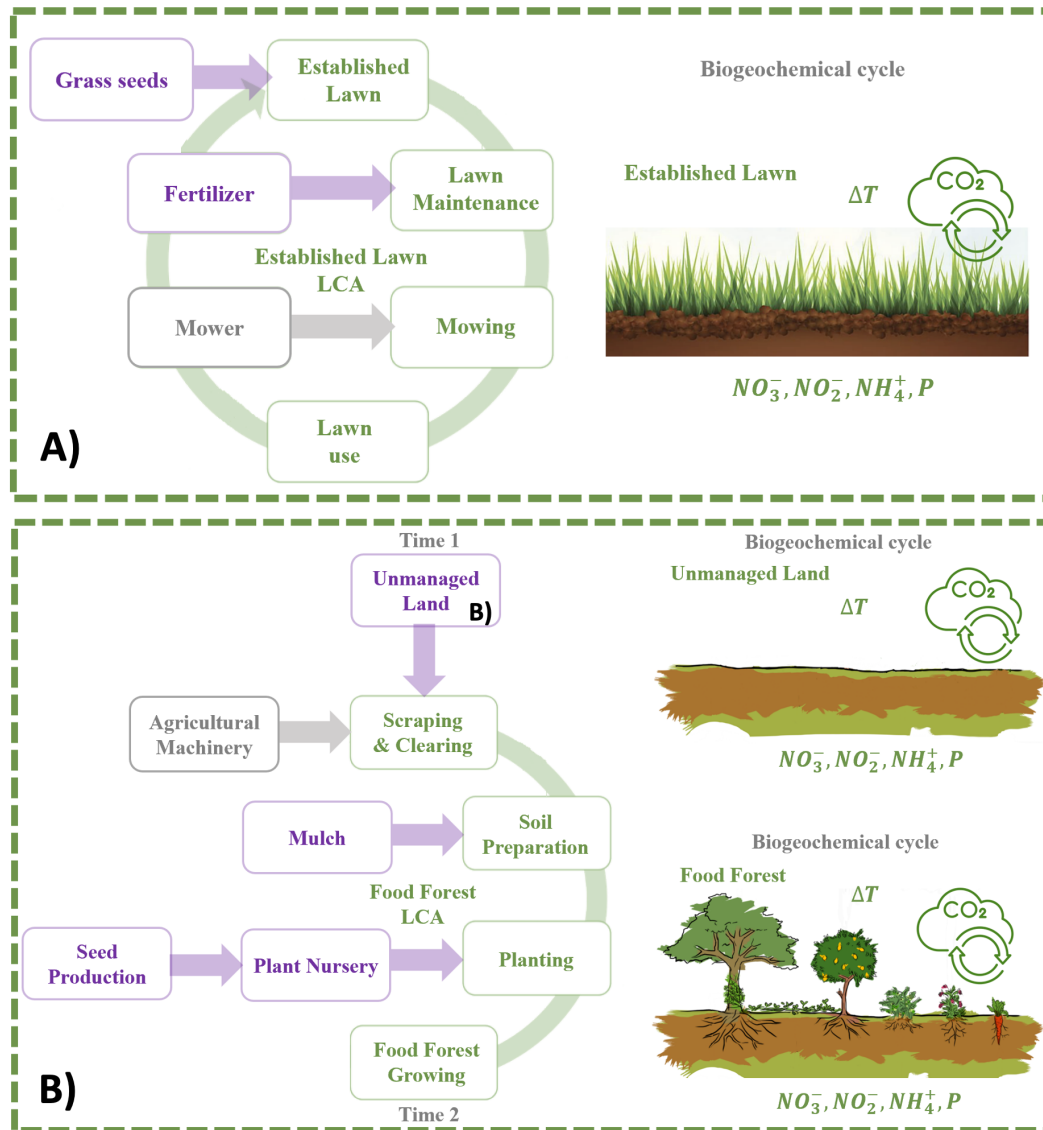 Grass seeds
Established
Lawn
Fertilizer
Lawn
Maintenance
Established Lawn
LCA
Mower
Mowing
Lawn
use
A)
Biogeochemical cycle
Established Lawn
ΔT
CO₂
NO₃⁻, NO₂⁻, NH₄⁺, P
Time 1
Unmanaged
Land
B)
Agricultural
Machinery
Scraping
& Clearing
Mulch
Soil
Preparation
Food Forest
LCA
Seed
Production
Plant Nursery
Planting
Food Forest
Growing
Time 2
B)
Biogeochemical cycle
Unmanaged Land
ΔT
CO₂
NO₃⁻, NO₂⁻, NH₄⁺, P
Biogeochemical cycle
Food Forest
ΔT
CO₂
NO₃⁻, NO₂⁻, NH₄⁺, P